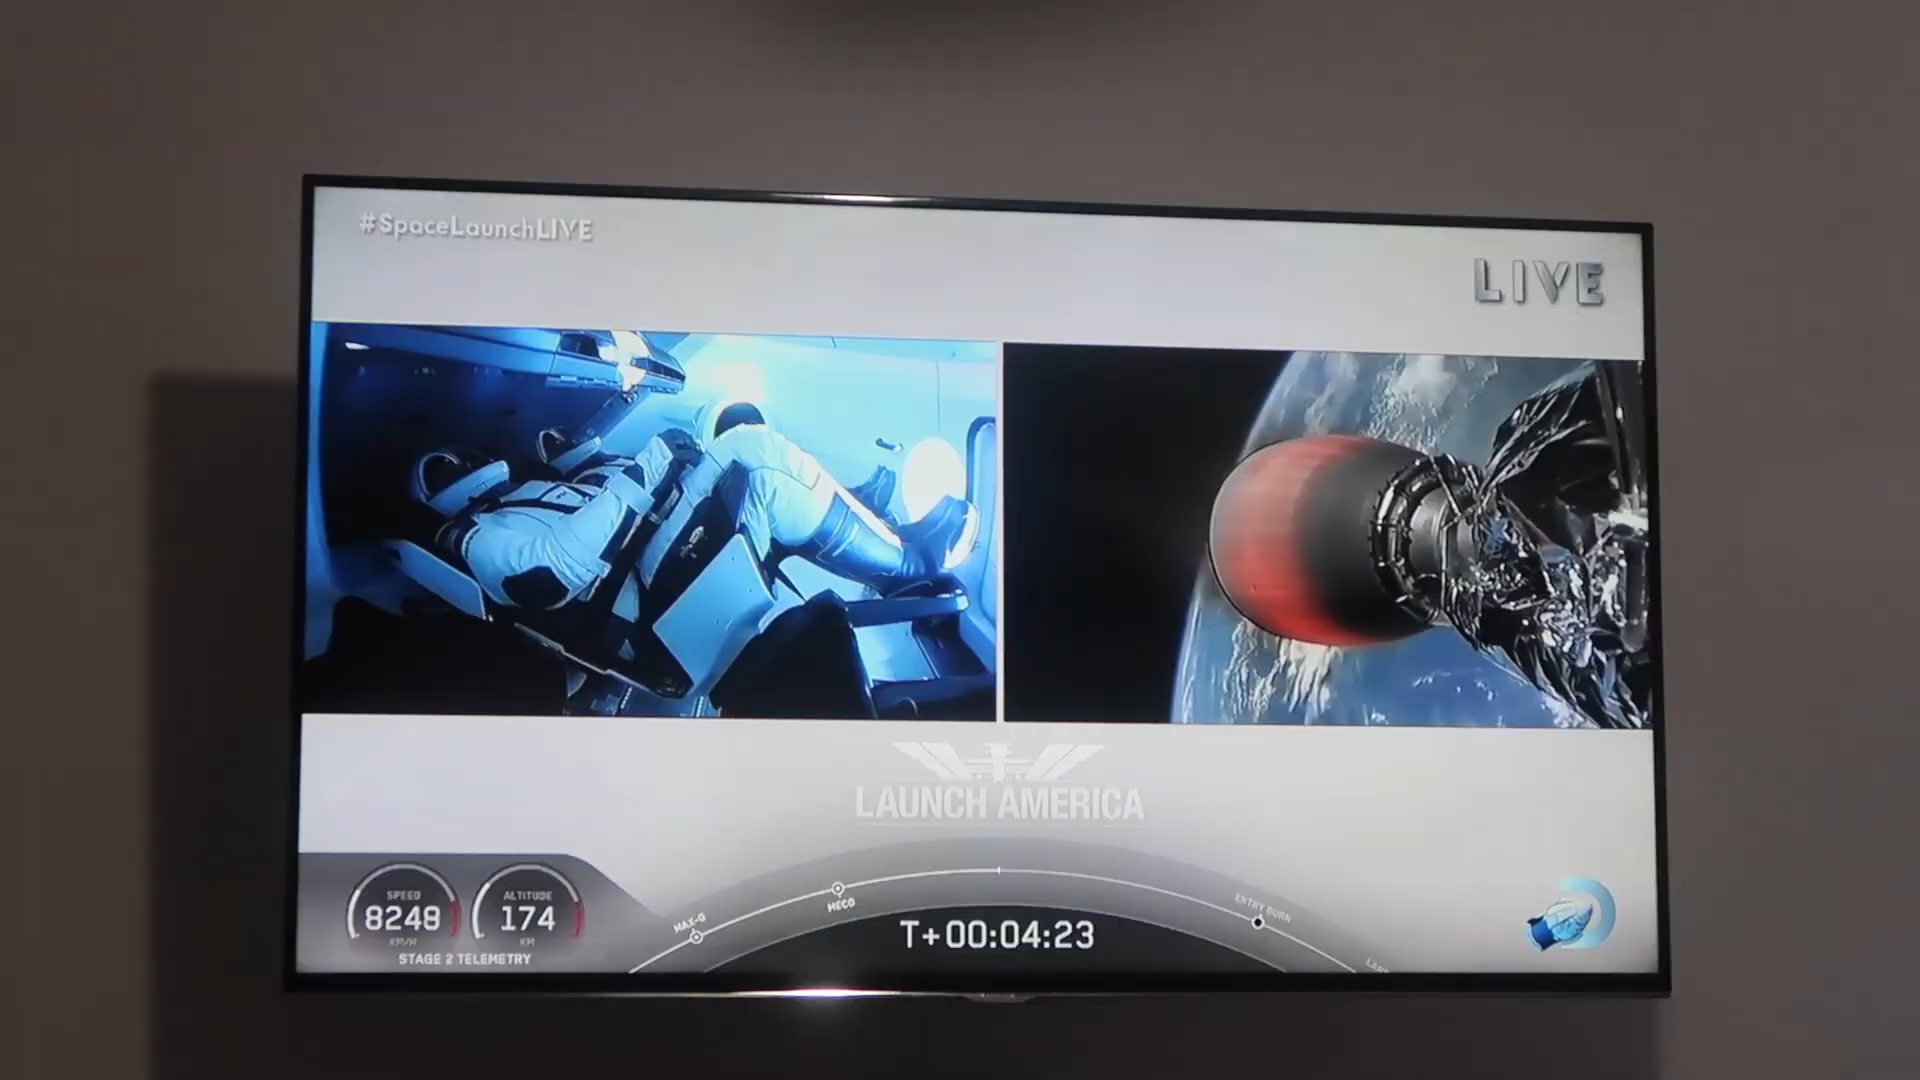 #SpaceLaunchLIVE
LIVE
LAUNCH AMERICA
SPEED
8248
KM/H
ALTITUDE
174
KM
STAGE 2 TELEMETRY
MAX-Q
MECO
T+00:04:23
ENTRY BURN